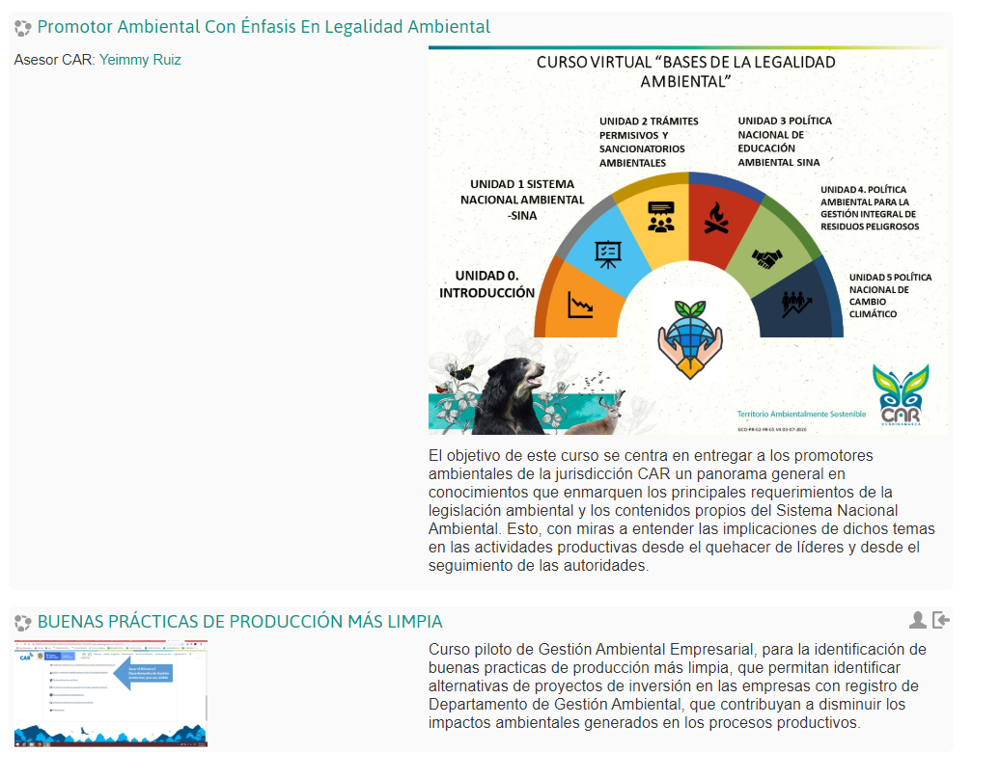 Promotor Ambiental Con Énfasis En Legalidad Ambiental
Asesor CAR: Yeimmy Ruiz
CURSO VIRTUAL “BASES DE LA LEGALIDAD
AMBIENTAL”
UNIDAD 2 TRÁMITES
PERMISIVOS Y
SANCIONATORIOS
AMBIENTALES
UNIDAD 3 POLÍTICA
NACIONAL DE
EDUCACIÓN
AMBIENTAL SINA
UNIDAD 1 SISTEMA
NACIONAL AMBIENTAL
-SINA
UNIDAD 4. POLÍTICA
AMBIENTAL PARA LA
GESTIÓN INTEGRAL DE
RESIDUOS PELIGROSOS
UNIDAD 0.
INTRODUCCIÓN
UNIDAD 5 POLÍTICA
NACIONAL DE
CAMBIO
CLIMÁTICO
Territorio Ambientalmente Sostenible
CAR
CUNDINAMARCA
GCO-PR-02-FR-05 V4 03-07-2020
El objetivo de este curso se centra en entregar a los promotores
ambientales de la jurisdicción CAR un panorama general en
conocimientos que enmarquen los principales requerimientos de la
legislación ambiental y los contenidos propios del Sistema Nacional
Ambiental. Esto, con miras a entender las implicaciones de dichos temas
en las actividades productivas desde el quehacer de líderes y desde el
seguimiento de las autoridades.
BUENAS PRÁCTICAS DE PRODUCCIÓN MÁS LIMPIA
CAR
Curso piloto de Gestión Ambiental Empresarial, para la identificación de
buenas practicas de producción más limpia, que permitan identificar
alternativas de proyectos de inversión en las empresas con registro de
Departamento de Gestión Ambiental, que contribuyan a disminuir los
impactos ambientales generados en los procesos productivos.